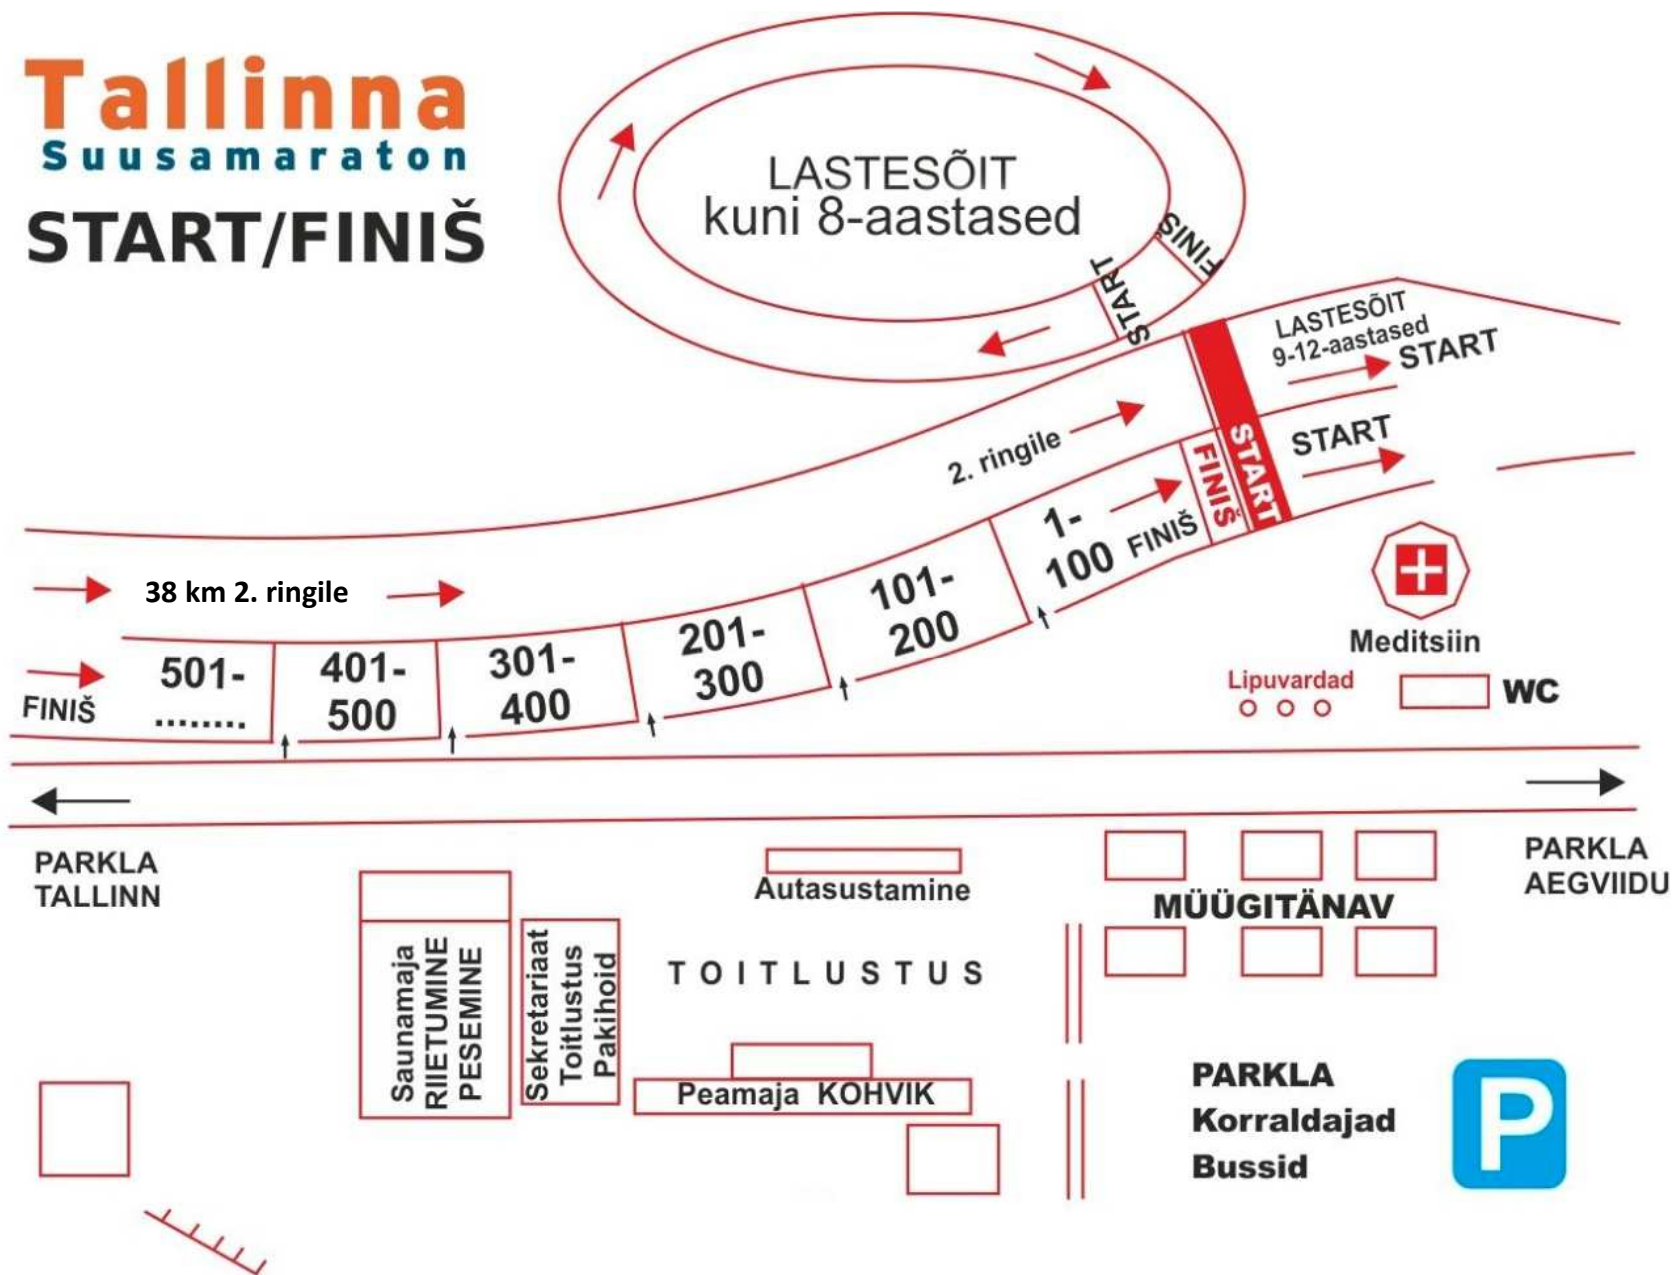 Tallinna
Suusamaraton
START/FINIŠ
LASTESÕIT
kuni 8-aastased
FINIŠ
START
LASTESÕIT
9-12-aastased
START
2. ringile
START
FINIŠ
START
1-
100
FINIŠ
38 km 2. ringile
101-
200
201-
300
301-
400
401-
500
501-
........
FINIŠ
Meditsiin
Lipuvardad
WC
PARKLA
TALLINN
PARKLA
AEGVIIDU
Autasustamine
MÜÜGITÄNAV
Saunamaja
RIIETUMINE
PESEMINE
Sekretariaat
Toitlustus
Pakihoid
TOITLUSTUS
Peamaja KOHVIK
PARKLA
Korraldajad
Bussid
P